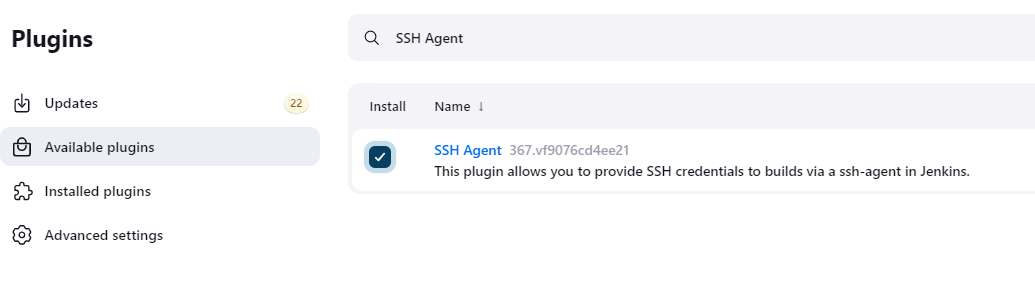 Plugins
SSH Agent
Updates 22
Available plugins
Installed plugins
Advanced settings
Install Name ↓
SSH Agent 367.vf9076cd4ee21
This plugin allows you to provide SSH credentials to builds via a ssh-agent in Jenkins.